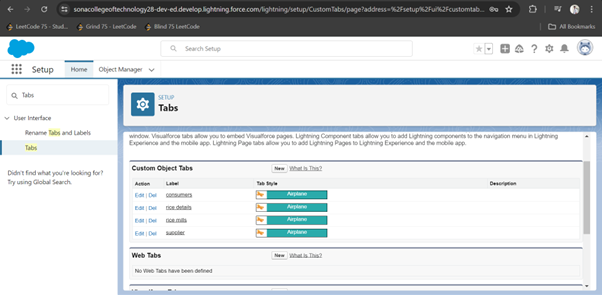 sonacollegeoftechnology28-dev-ed.develop.lightning.force.com/lightning/setup/CustomTabs/page?address=%2Fsetup%2Fui%2Fcustomtab...
LeetCode 75 - Stud...
Grind 75 - LeetCode
Blind 75 LeetCode
All Bookmarks
Search Setup
Setup
Home
Object Manager
Tabs
User Interface
Rename Tabs and Labels
Tabs
Didn't find what you're looking for?
Try using Global Search.
SETUP
Tabs
window. Visualforce tabs allow you to embed Visualforce pages. Lightning Component tabs allow you to add Lightning components to the navigation menu in Lightning
Experience and the mobile app. Lightning Page tabs allow you to add Lightning Pages to Lightning Experience and the mobile app.
Custom Object Tabs New What Is This?
Action Label Tab Style Description
Edit | Del consumers Airplane
Edit | Del rice details Airplane
Edit | Del rice mills Airplane
Edit | Del supplier Airplane
Web Tabs New What Is This?
No Web Tabs have been defined